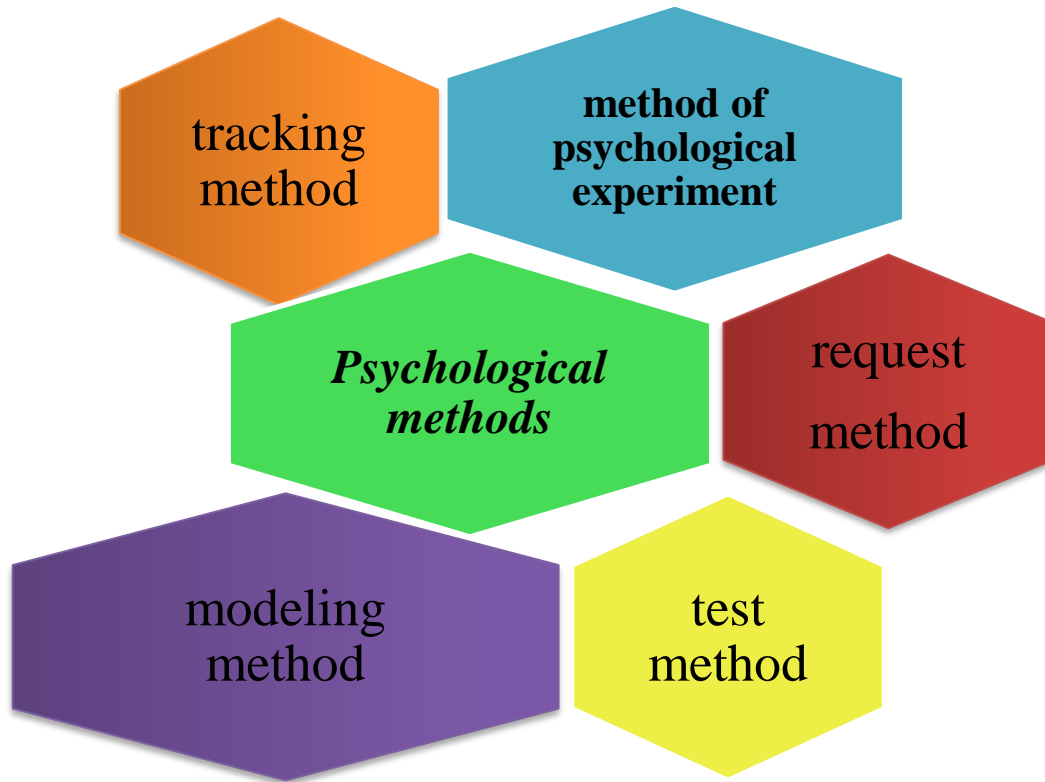 tracking
method
method of
psychological
experiment
Psychological
methods
request
method
modeling
method
test
method